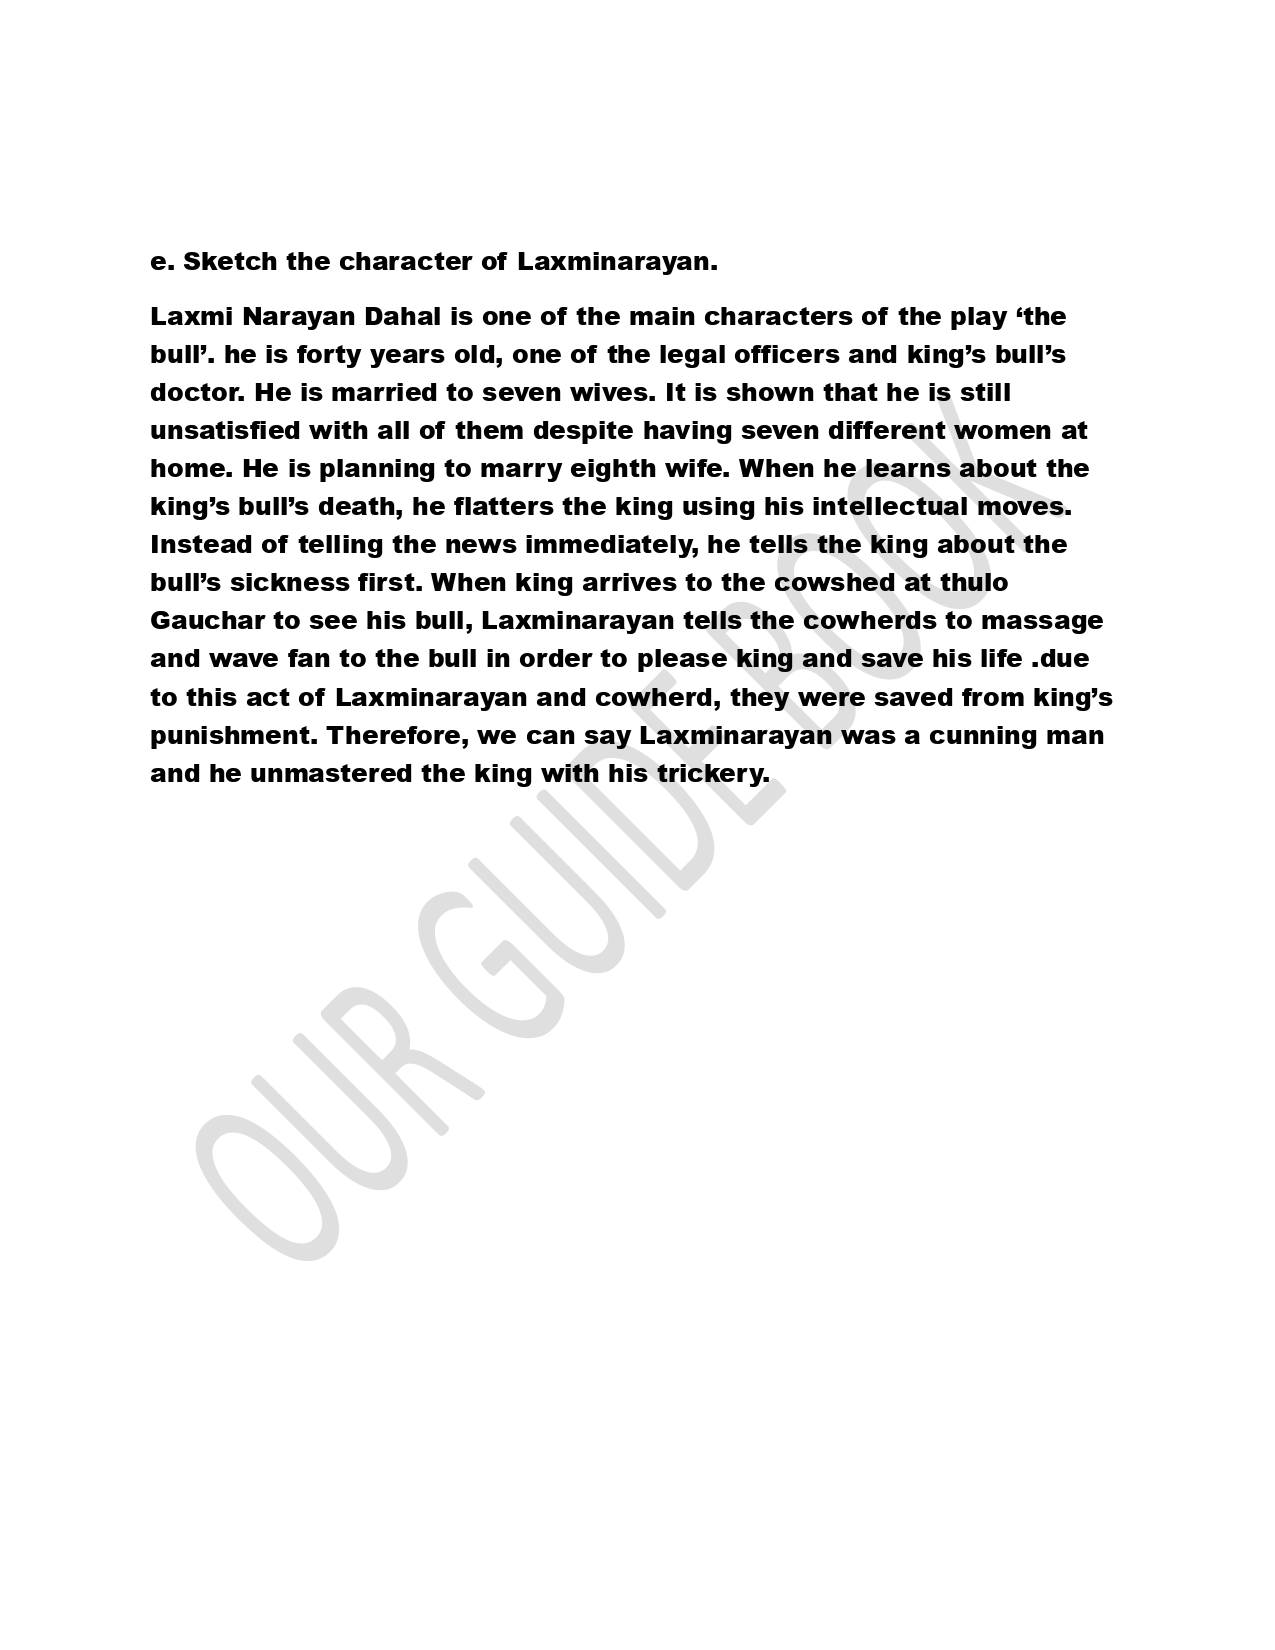 e. Sketch the character of Laxminarayan.
Laxmi Narayan Dahal is one of the main characters of the play ‘the
bull’. he is forty years old, one of the legal officers and king’s bull’s
doctor. He is married to seven wives. It is shown that he is still
unsatisfied with all of them despite having seven different women at
home. He is planning to marry eighth wife. When he learns about the
king’s bull’s death, he flatters the king using his intellectual moves.
Instead of telling the news immediately, he tells the king about the
bull’s sickness first. When king arrives to the cowshed at thulo
Gauchar to see his bull, Laxminarayan tells the cowherds to massage
and wave fan to the bull in order to please king and save his life .due
to this act of Laxminarayan and cowherd, they were saved from king’s
punishment. Therefore, we can say Laxminarayan was a cunning man
and he unmastered the king with his trickery.
OUR GUIDE BOOK